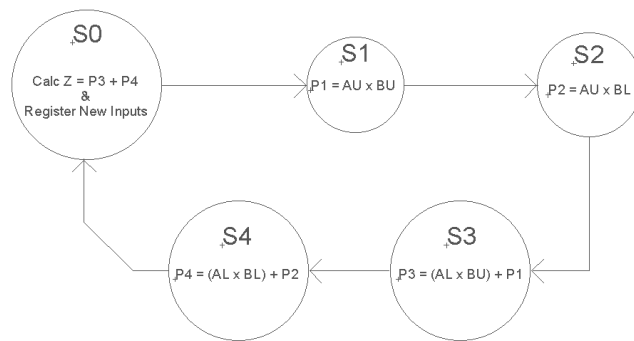 S0
Calc Z = P3 + P4
&
Register New Inputs
S1
P1 = AU x BU
S2
P2 = AU x BL
S4
P4 = (AL x BL) + P2
S3
P3 = (AL x BU) + P1